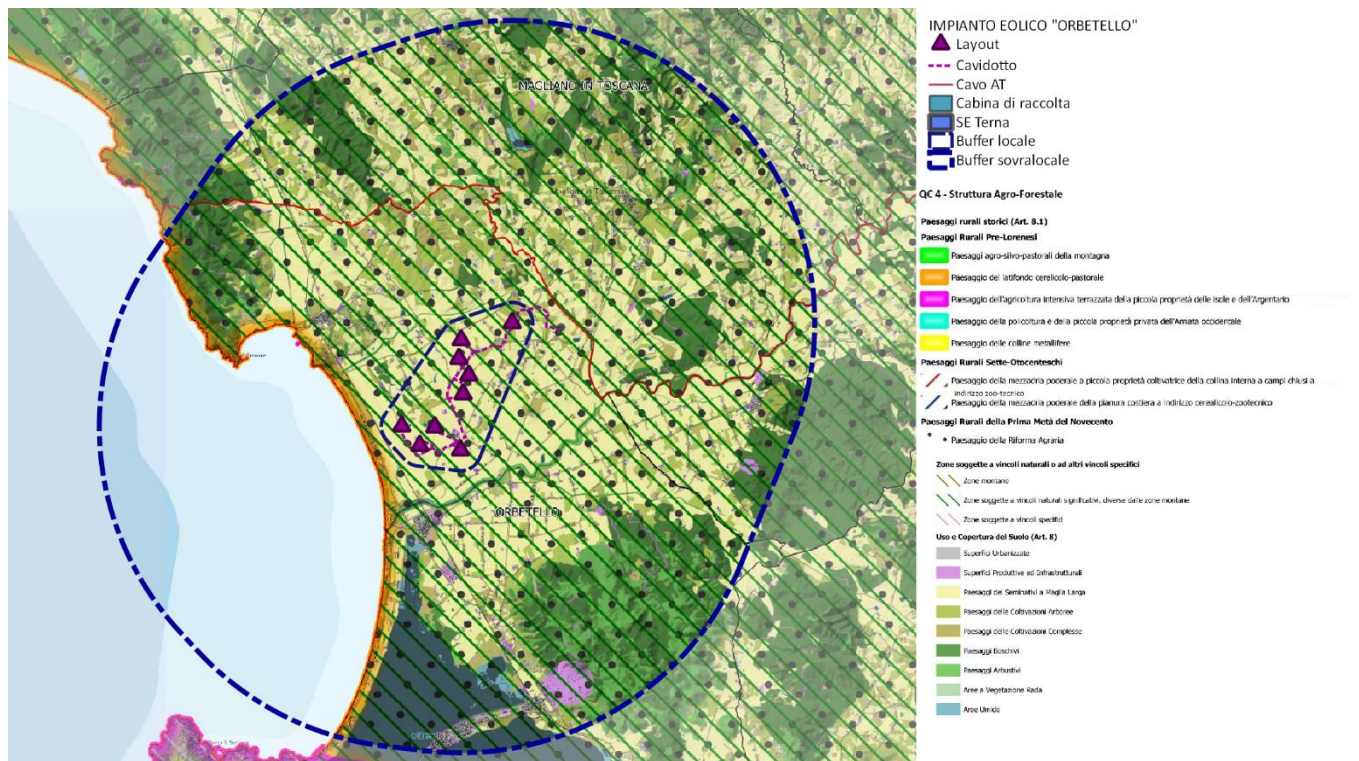 MAGLIANO IN TOSCANA
ORBETELLO
IMPIANTO EOLICO "ORBETELLO"
Layout
Cavidotto
Cavo AT
Cabina di raccolta
SE Terna
Buffer locale
Buffer sovralocale
QC 4 - Struttura Agro-Forestale
Paesaggi rurali storici (Art. 8.1)
Paesaggi Rurali Pre-Lorenesi
Paesaggi agro-silvo-pastorali della montagna
Paesaggio del latifondo cerelicolo-pastorale
Paesaggio dell'agricoltura intensiva terrazzata della piccola proprietà delle Isole e dell'Argentario
Paesaggio della policoltura e della piccola proprietà privata dell'Amiata occidentale
Paesaggio delle colline metallifere
Paesaggi Rurali Sette-Otocenteschi
Paesaggio della mezzadria poderale a piccola proprietà coltivatrice della collina interna a campi chiusi a
indirizzo zoo-tecnico
Paesaggio della mezzadria poderale della pianura costiera a indirizzo cerealicolo-zootecnico
Paesaggi Rurali della Prima Metà del Novecento
Paesaggio della Riforma Agraria
Zone soggette a vincoli naturali o ad altri vincoli specifici
Zone montane
Zone soggette a vincoli naturali significativi, diverse dalle zone montane
Zone soggette a vincoli specifici
Uso e Copertura del Suolo (Art. 8)
Superfici Urbanizzate
Superfici Produttive ed Infrastrutturali
Paesaggi dei Seminativi a Maglia Larga
Paesaggi delle Coltivazioni Arboree
Paesaggi delle Coltivazioni Complesse
Paesaggi Boschivi
Paesaggi Arbustivi
Aree a Vegetazione Rada
Aree Umide